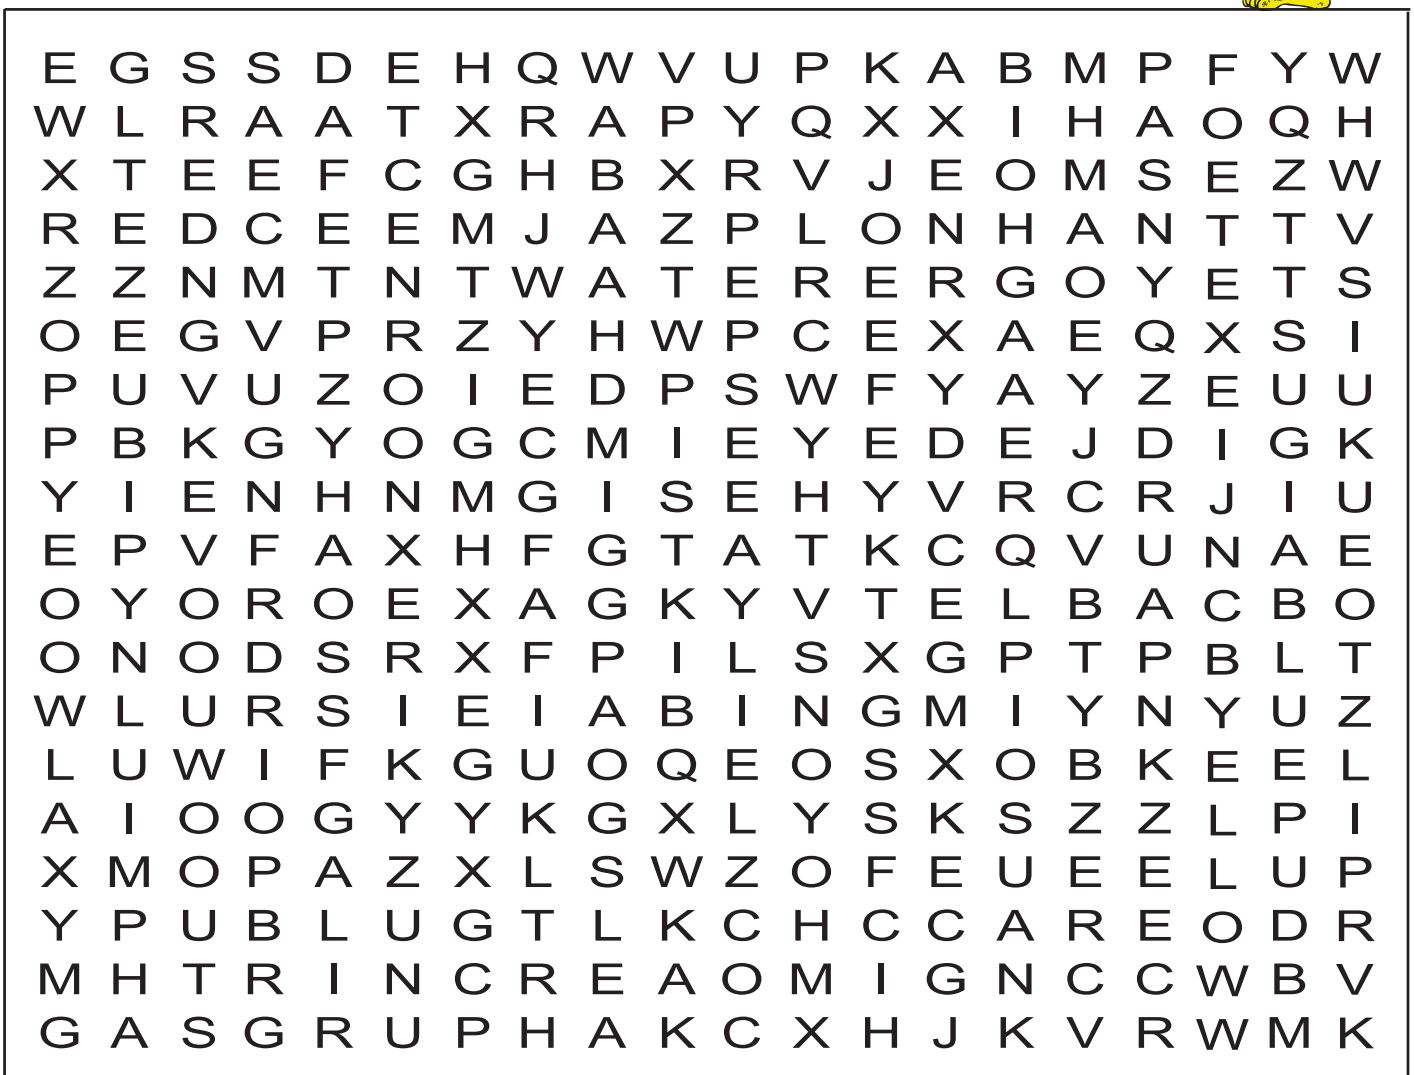 E G S S D E H Q W V U P K A B M P F Y W
W L R A A T X R A P Y Q X X I H A O Q H
X T E E F C G H B X R V J E O M S E Z W
R E D C E E M J A Z P L O N H A N T T V
Z Z N M T N T W A T E R E R G O Y E T S
O E G V P R Z Y H W P C E X A E Q X S I
P U V U Z O I E D P S W F Y A Y Z E U U
P B K G Y O G C M I E Y E D E J D I G K
Y I E N H N M G I S E H Y V R C R J I U
E P V F A X H F G T A T K C Q V U N A E
O Y O R O E X A G K Y V T E L B A C B O
O N O D S R X F P I L S X G P T P B L T
W L U R S I E I A B I N G M I Y N Y U Z
L U W I F K G U O Q E O S X O B K E E L
A I O O G Y Y K G X L Y S K S Z Z L P I
X M O P A Z X L S W Z O F E U E E L U P
Y P U B L U G T L K C H C C A R E O D R
M H T R I N C R E A O M I G N C C W B V
G A S G R U P H A K C X H J K V R W M K